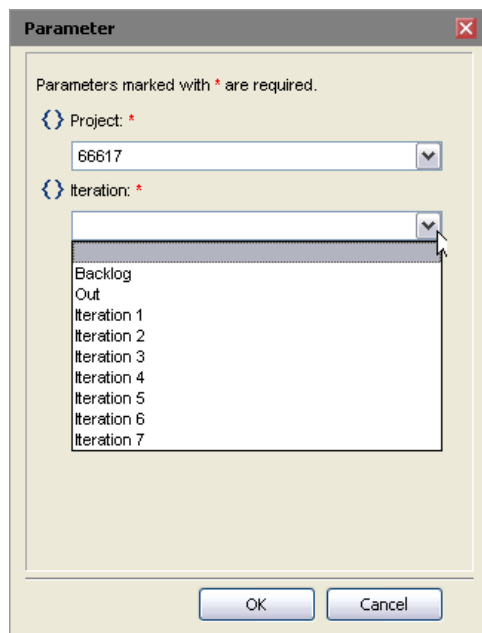 Parameter
Parameters marked with * are required.
{} Project: *
66617
{} Iteration: *
Backlog
Out
Iteration 1
Iteration 2
Iteration 3
Iteration 4
Iteration 5
Iteration 6
Iteration 7
OK
Cancel